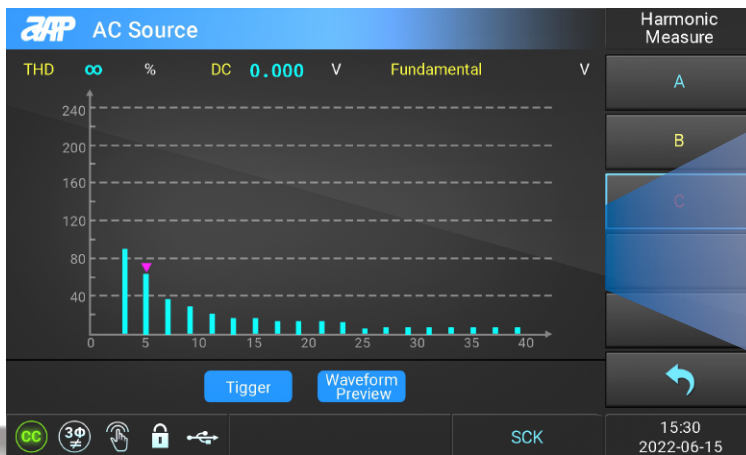 AAP AC Source
Harmonic
Measure
THD ∞ % DC 0.000 V Fundamental V
A
B
C
240
200
160
120
80
40
0 5 10 15 20 25 30 35 40
Tigger
Waveform
Preview
CC 3Φ SCK
15:30
2022-06-15